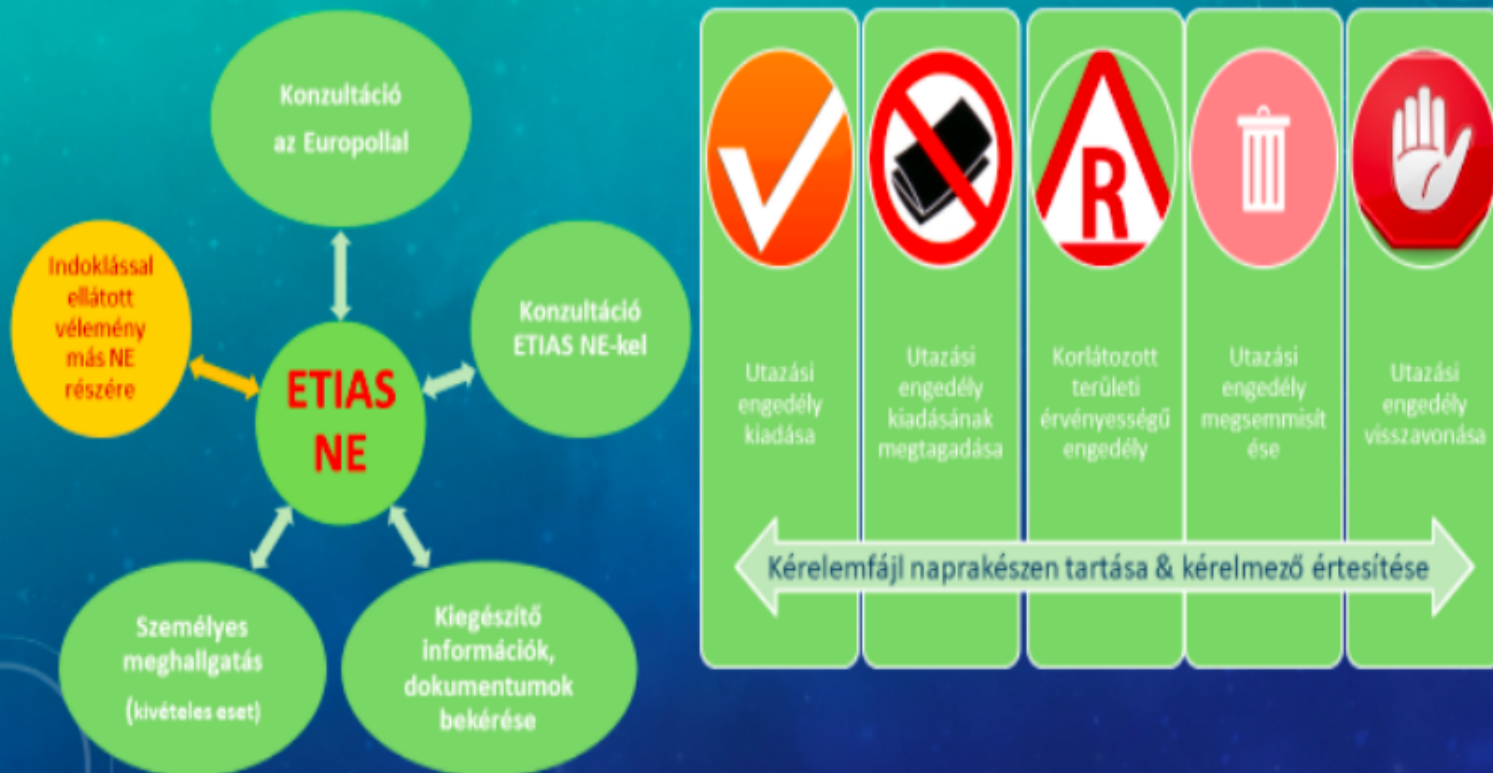 Konzultáció
az Europollal
Indoklással
ellátott
vélemény
más NE
részére
Konzultáció
ETIAS NE-kel
ETIAS
NE
Személyes
meghallgatás
(kivételes eset)
Kiegészítő
információk,
dokumentumok
bekérése
Utazási
engedély
kiadása
Utazási
engedély
kiadásának
megtagadása
R
Korlátozott
területi
érvényességű
engedély
Utazási
engedély
megsemmisít
ése
Utazási
engedély
visszavonása
Kérelemfájl naprakészen tartása & kérelmező értesítése